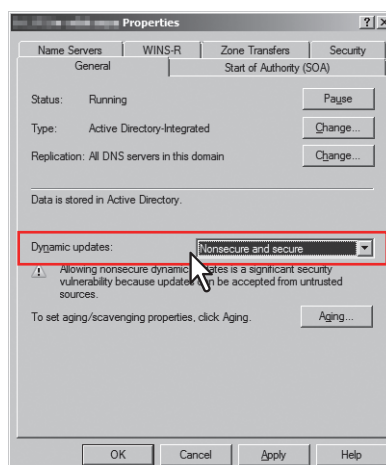 Properties
Name Servers WINS-R Zone Transfers Security
General Start of Authority (SOA)
Status: Running Pause
Type: Active Directory-Integrated Change...
Replication: All DNS servers in this domain Change...
Data is stored in Active Directory.
Dynamic updates: Nonsecure and secure
Allowing nonsecure dynamic updates is a significant security
vulnerability because updates can be accepted from untrusted
sources.
To set aging/scavenging properties, click Aging. Aging...
OK Cancel Apply Help